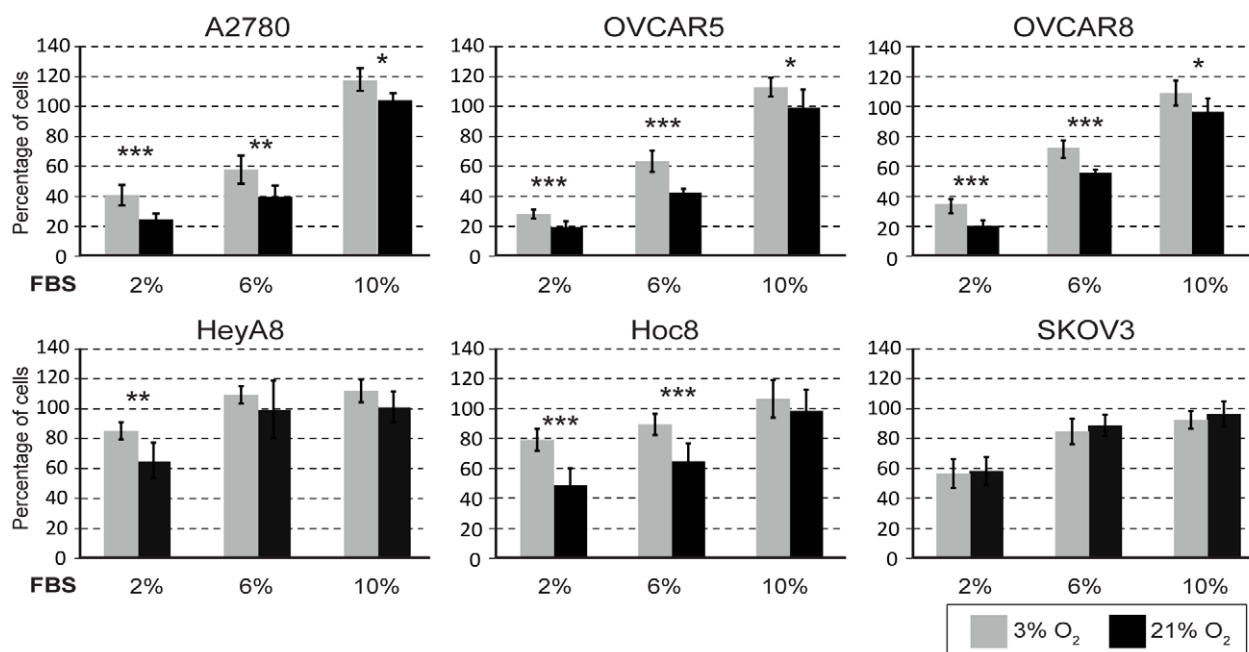 A2780 OVCAR5 OVCAR8
Percentage of cells
140 120 100 80 60 40 20 0
*** ** *
140 120 100 80 60 40 20 0
*** *** *
140 120 100 80 60 40 20 0
*** *** *
FBS 2% 6% 10% 2% 6% 10% 2% 6% 10%
HeyA8 Hoc8 SKOV3
Percentage of cells
140 120 100 80 60 40 20 0
**
140 120 100 80 60 40 20 0
*** ***
140 120 100 80 60 40 20 0
FBS 2% 6% 10% 2% 6% 10% 2% 6% 10%
3% O₂ 21% O₂